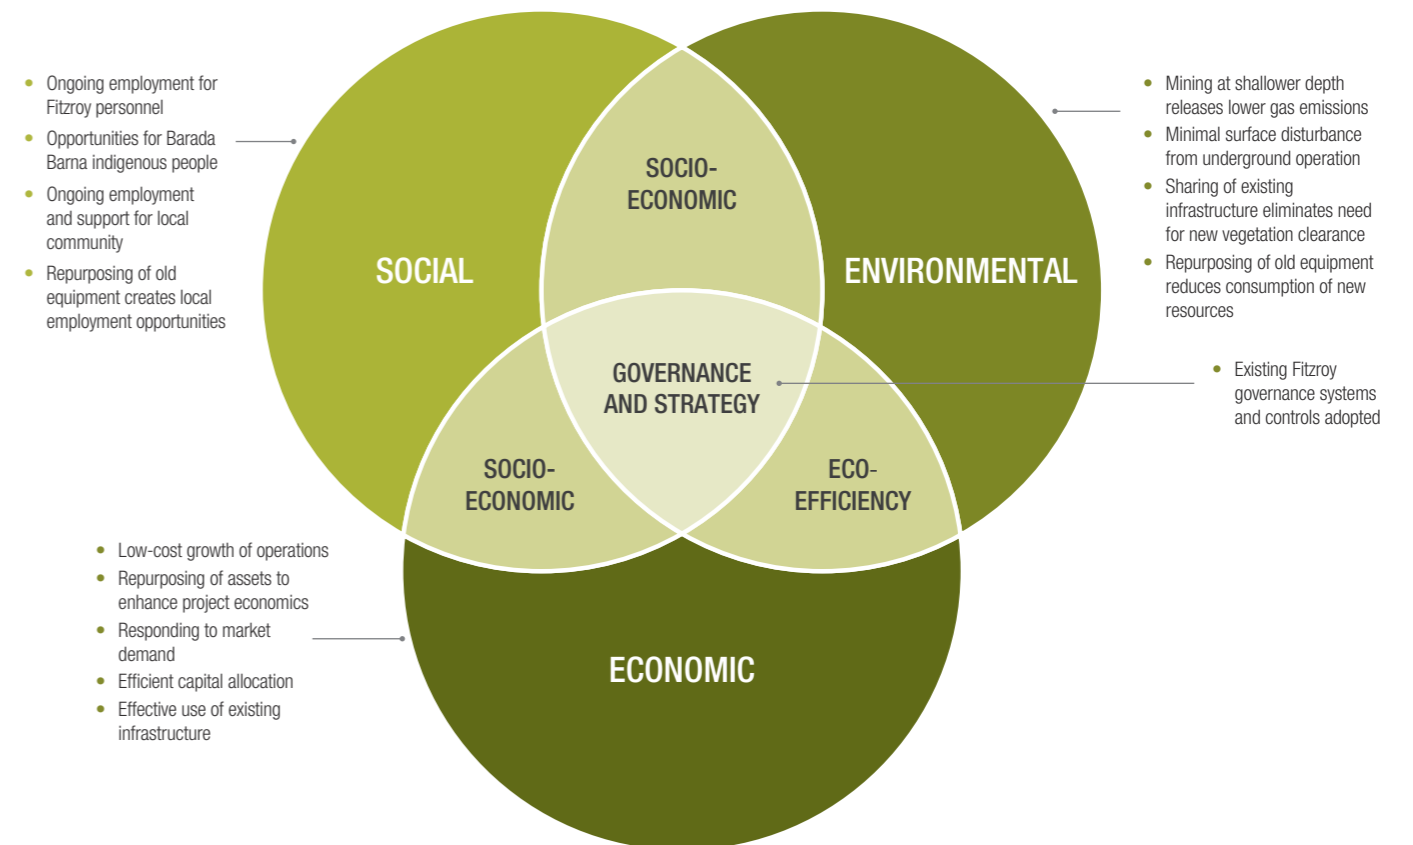 • Ongoing employment for
Fitzroy personnel
• Opportunities for Barada
Barna indigenous people
• Ongoing employment
and support for local
community
• Repurposing of old
equipment creates local
employment opportunities
SOCIO-
ECONOMIC
SOCIAL
ENVIRONMENTAL
• Mining at shallower depth
releases lower gas emissions
• Minimal surface disturbance
from underground operation
• Sharing of existing
infrastructure eliminates need
for new vegetation clearance
• Repurposing of old equipment
reduces consumption of new
resources
GOVERNANCE
AND STRATEGY
• Existing Fitzroy
governance systems
and controls adopted
SOCIO-
ECONOMIC
ECO-
EFFICIENCY
• Low-cost growth of operations
• Repurposing of assets to
enhance project economics
• Responding to market
demand
• Efficient capital allocation
• Effective use of existing
infrastructure
ECONOMIC